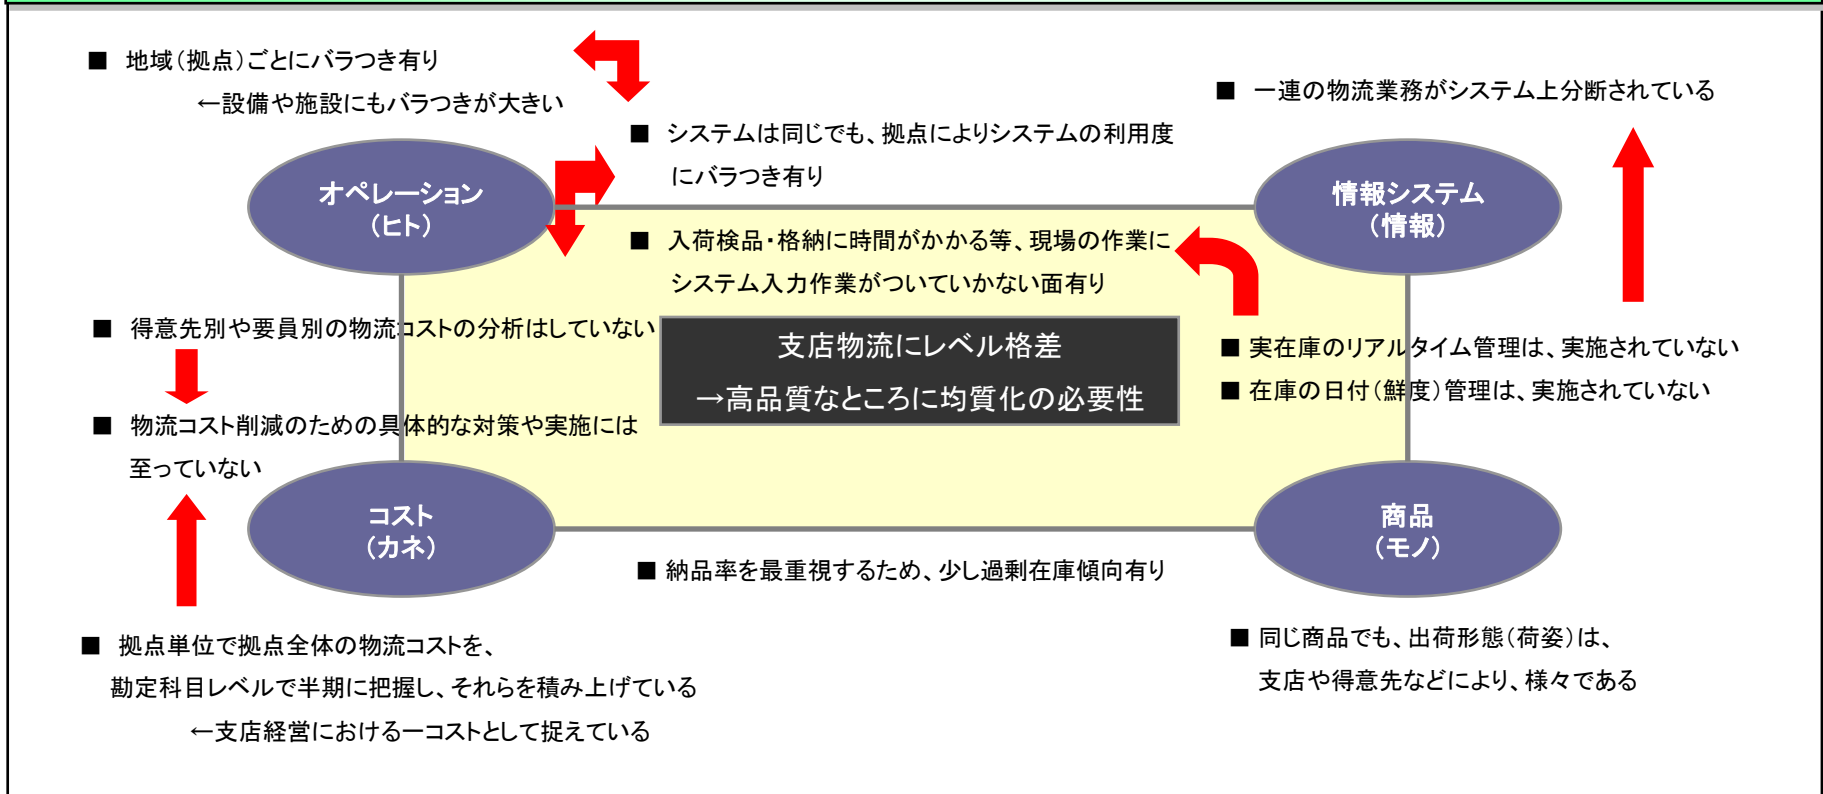 ■ 地域(拠点)ごとにバラつき有り
←設備や施設にもバラつきが大きい
■ 一連の物流業務がシステム上分断されている
■ システムは同じでも、拠点によりシステムの利用度
にバラつき有り
オペレーション
(ヒト)
情報システム
(情報)
■ 入荷検品・格納に時間がかかる等、現場の作業に
システム入力作業がついていかない面有り
■ 得意先別や要員別の物流コストの分析はしていない
支店物流にレベル格差
→高品質なところに均質化の必要性
■ 実在庫のリアルタイム管理は、実施されていない
■ 在庫の日付(鮮度)管理は、実施されていない
■ 物流コスト削減のための具体的な対策や実施には
至っていない
コスト
(カネ)
商品
(モノ)
■ 納品率を最重視するため、少し過剰在庫傾向有り
■ 拠点単位で拠点全体の物流コストを、
勘定科目レベルで半期に把握し、それらを積み上げている
←支店経営における一コストとして捉えている
■ 同じ商品でも、出荷形態(荷姿)は、
支店や得意先などにより、様々である